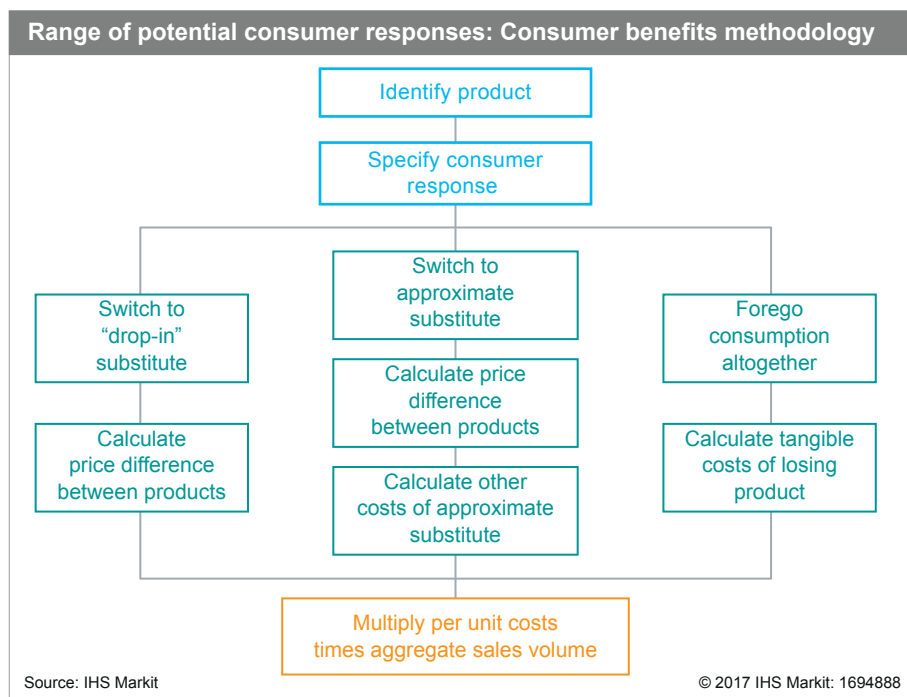 Range of potential consumer responses: Consumer benefits methodology
Identify product
Specify consumer
response
Switch to
“drop-in”
substitute
Calculate
price difference
between products
Switch to
approximate
substitute
Calculate price
difference
between products
Calculate other
costs of approximate
substitute
Forego
consumption
altogether
Calculate tangible
costs of losing
product
Multiply per unit costs
times aggregate sales volume
Source: IHS Markit
© 2017 IHS Markit: 1694888